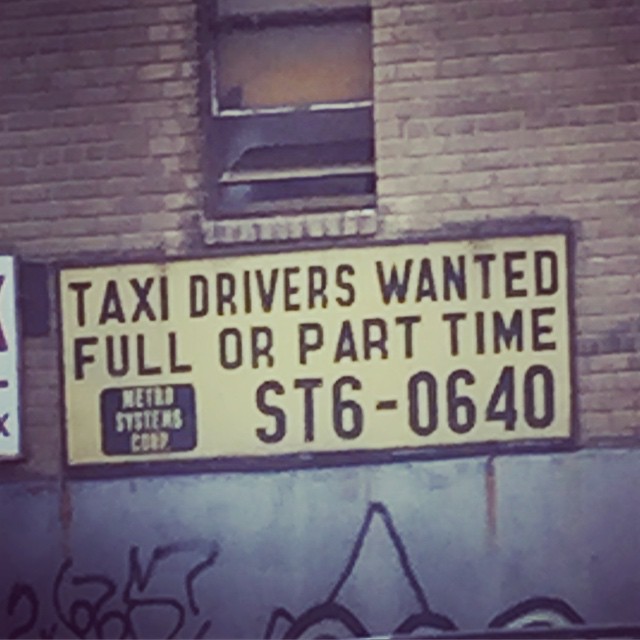 TAXI DRIVERS WANTED
FULL OR PART TIME
METRO
SYSTEMS
CORP.
ST6-0640